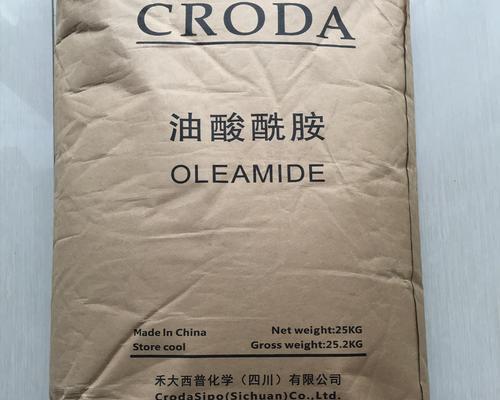 CRODA
油酸酰胺
OLEAMIDE
Made In China Net weight:25KG
Store cool Gross weight:25.2KG
禾大西普化学（四川）有限公司
CrodaSipo(Sichuan)Co.,Ltd.